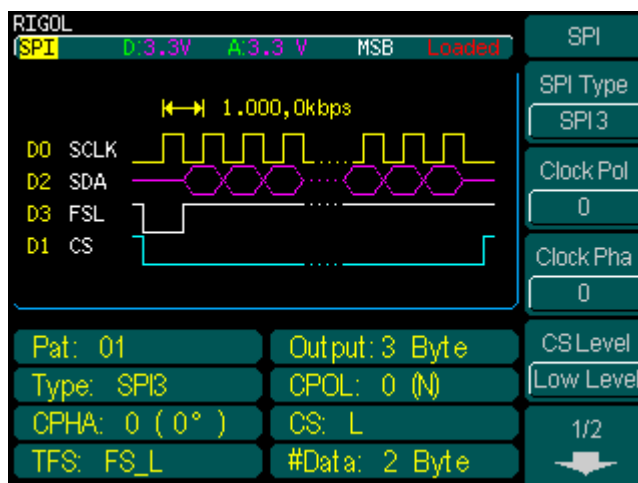 RIGOL
SPI D:3.3V A:3.3 V MSB Loaded
1.000,0kbps
D0 SCLK
D2 SDA
D3 FSL
D1 CS
Pat: 01
Output: 3 Byte
Type: SPI3
CPOL: 0 (N)
CPHA: 0 ( 0° )
CS: L
TFS: FS_L
#Data: 2 Byte
SPI
SPI Type
SPI3
Clock Pol
0
Clock Pha
0
CS Level
Low Level
1/2